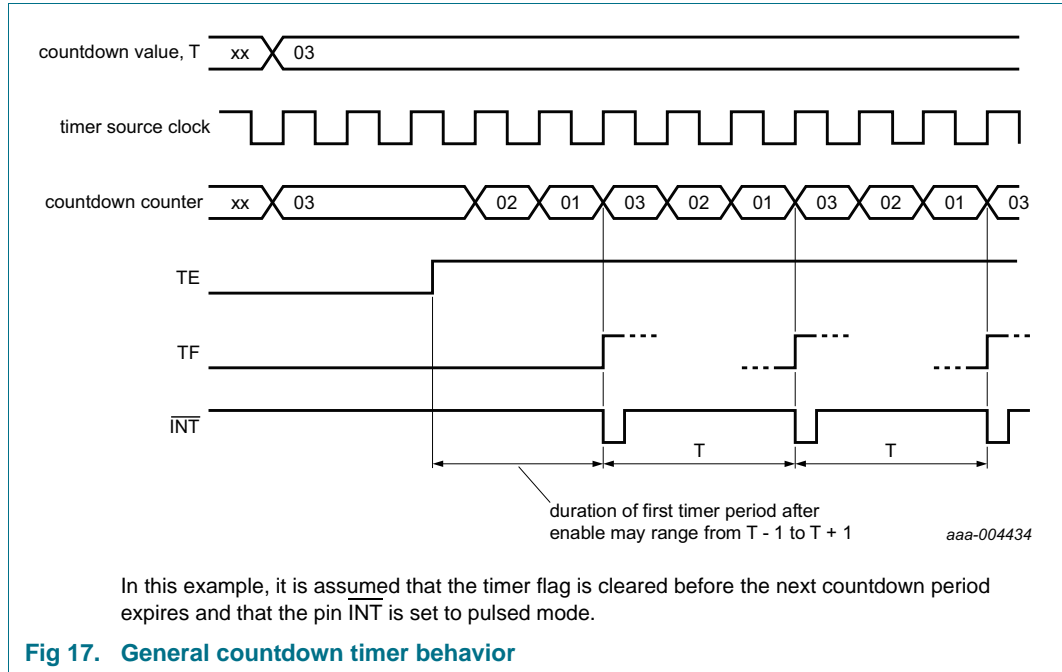 countdown value, T xx 03
timer source clock
countdown counter xx 03 02 01 03 02 01 03 02 01 03
TE
TF
INT
T T
duration of first timer period after
enable may range from T - 1 to T + 1
aaa-004434
In this example, it is assumed that the timer flag is cleared before the next countdown period
expires and that the pin INT is set to pulsed mode.
Fig 17. General countdown timer behavior